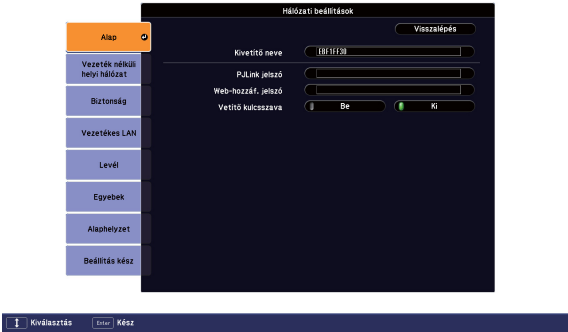 Hálózati beállítások
Visszalépés
Alap
Kivetítő neve
EBF1FF30
Vezeték nélküli
helyi hálózat
PJLink jelszó
Web-hozzáf. jelszó
Biztonság
Vetítő kulcsszava
Be
Ki
Vezetékes LAN
Levél
Egyebek
Alaphelyzet
Beállítás kész
Kiválasztás
Enter
Kész